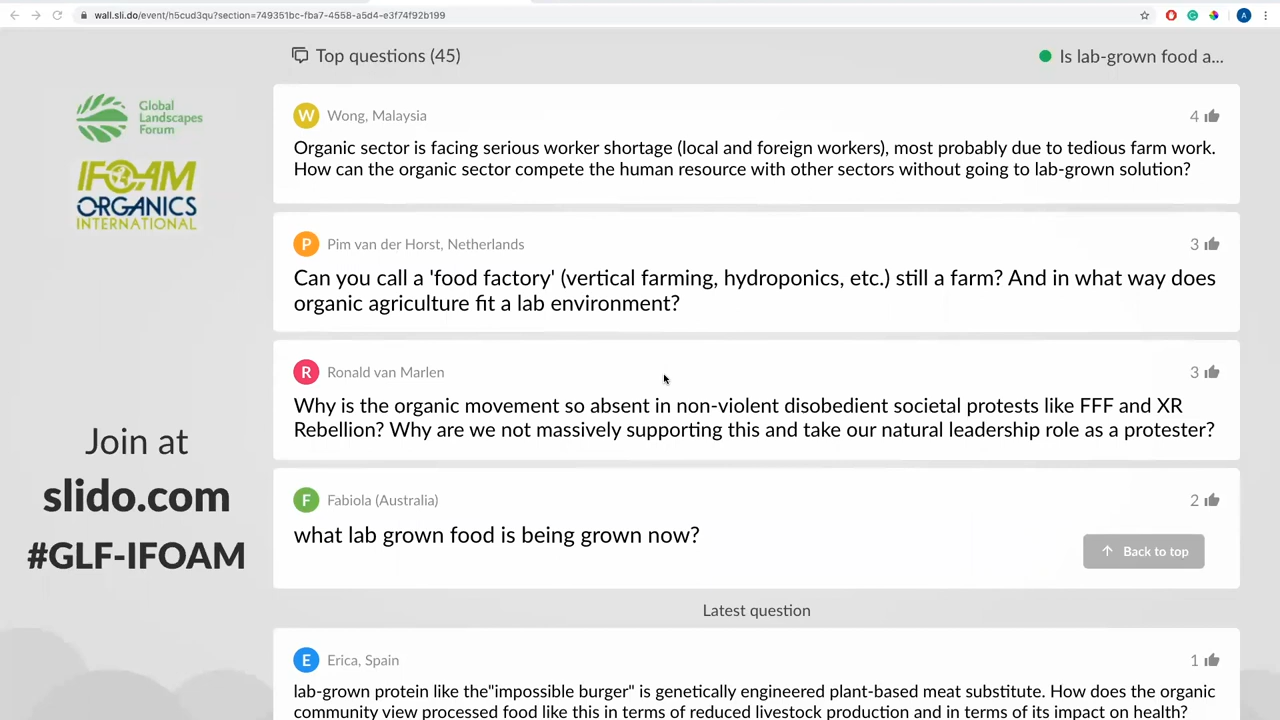 wall.sli.do/event/h5cud3qu?section=749351bc-fba7-4558-a5d4-e3f74f92b199
A
Top questions (45)
Is lab-grown food a...
Global
Landscapes
Forum
IFOAM
ORGANICS
INTERNATIONAL
Join at
slido.com
#GLF-IFOAM
W Wong, Malaysia 4
Organic sector is facing serious worker shortage (local and foreign workers), most probably due to tedious farm work.
How can the organic sector compete the human resource with other sectors without going to lab-grown solution?
P Pim van der Horst, Netherlands 3
Can you call a 'food factory' (vertical farming, hydroponics, etc.) still a farm? And in what way does
organic agriculture fit a lab environment?
R Ronald van Marlen 3
Why is the organic movement so absent in non-violent disobedient societal protests like FFF and XR
Rebellion? Why are we not massively supporting this and take our natural leadership role as a protester?
F Fabiola (Australia) 2
what lab grown food is being grown now?
Back to top
Latest question
E Erica, Spain 1
lab-grown protein like the"impossible burger" is genetically engineered plant-based meat substitute. How does the organic
community view processed food like this in terms of reduced livestock production and in terms of its impact on health?